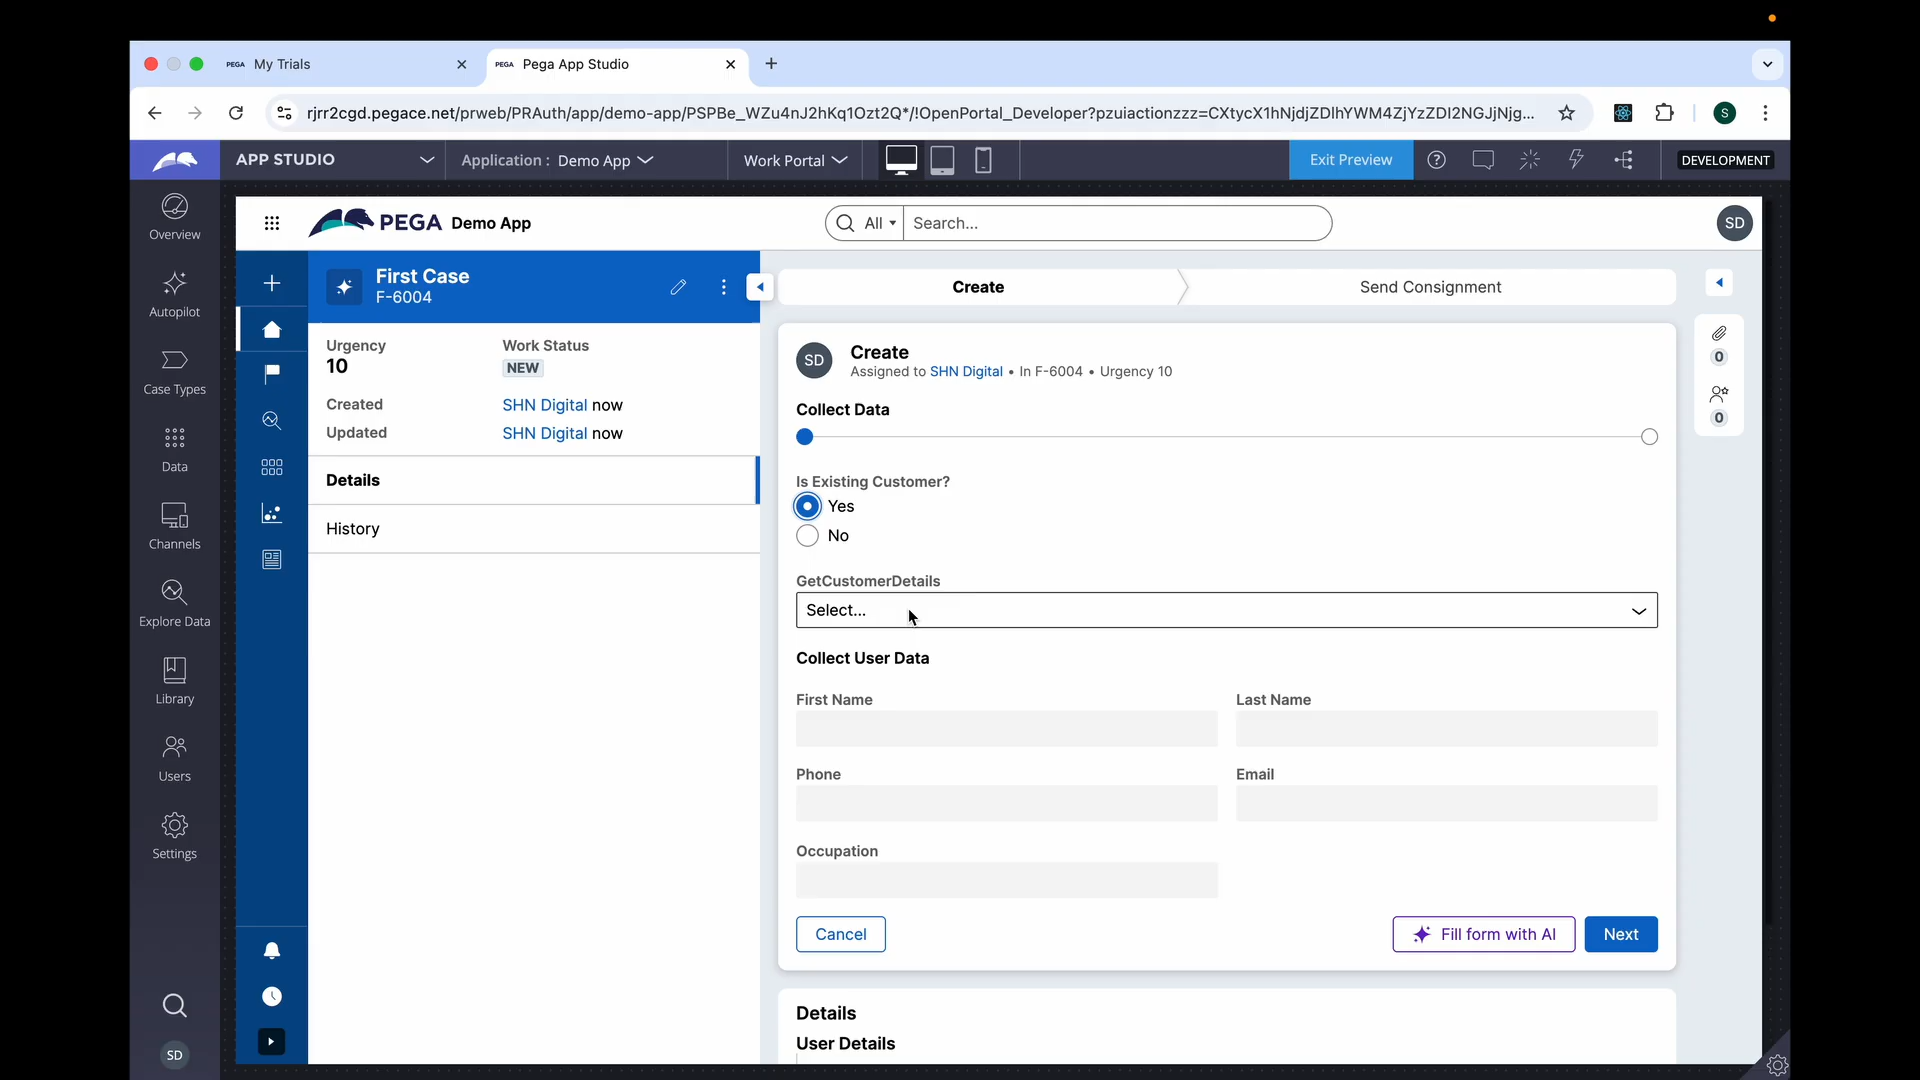 PEGA My Trials
PEGA Pega App Studio
rjrr2cgd.pegace.net/prweb/PRAuth/app/demo-app/PSPBe_WZu4nJ2hKq1Ozt2Q*/!OpenPortal_Developer?pzuiactionzzz=CXtycX1hNjdjZDlhYWM4ZjYzZDI2NGJjNjg...
S
APP STUDIO
Application : Demo App
Work Portal
Exit Preview
DEVELOPMENT
Overview
Autopilot
Case Types
Data
Channels
Explore Data
Library
Users
Settings
SD
PEGA Demo App
All
Search...
SD
First Case
F-6004
Urgency
10
Work Status
NEW
Created
SHN Digital now
Updated
SHN Digital now
Details
History
Create
Send Consignment
SD
Create
Assigned to SHN Digital • In F-6004 • Urgency 10
Collect Data
Is Existing Customer?
Yes
No
GetCustomerDetails
Select...
Collect User Data
First Name
Last Name
Phone
Email
Occupation
Cancel
Fill form with AI
Next
0
0
Details
User Details